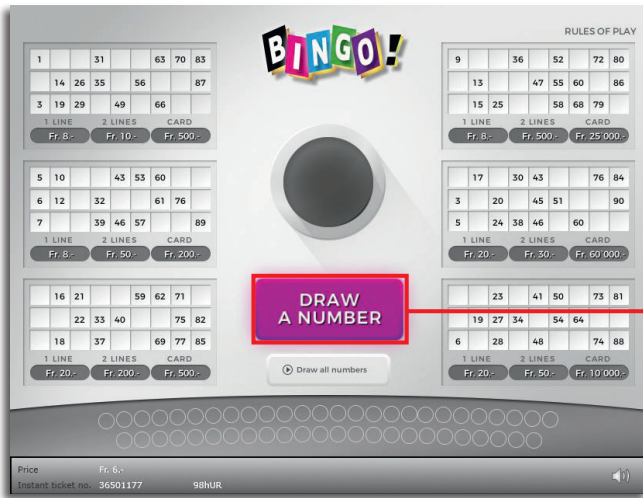 RULES OF PLAY
BINGO!
1 31 63 70 83
14 26 35 56 87
3 19 29 49 66
1 LINE 2 LINES CARD
Fr. 8.- Fr. 10.- Fr. 500.-
9 36 52 72 80
13 47 55 60 86
15 25 58 68 79
1 LINE 2 LINES CARD
Fr. 8.- Fr. 500.- Fr. 25'000.-
5 10 43 53 60
6 12 32 61 76
7 39 46 57 89
1 LINE 2 LINES CARD
Fr. 8.- Fr. 50.- Fr. 200.-
17 30 43 76 84
3 20 45 51 90
5 24 38 46 60
1 LINE 2 LINES CARD
Fr. 20.- Fr. 30.- Fr. 60'000.-
16 21 59 62 71
22 33 40 75 82
18 37 69 77 85
1 LINE 2 LINES CARD
Fr. 20.- Fr. 200.- Fr. 500.-
DRAW
A NUMBER
Draw all numbers
23 41 50 73 81
19 27 34 54 64
6 28 48 74 88
1 LINE 2 LINES CARD
Fr. 20.- Fr. 50.- Fr. 10'000.-
Price Fr. 6.-
Instant ticket no. 36501177 98hUR